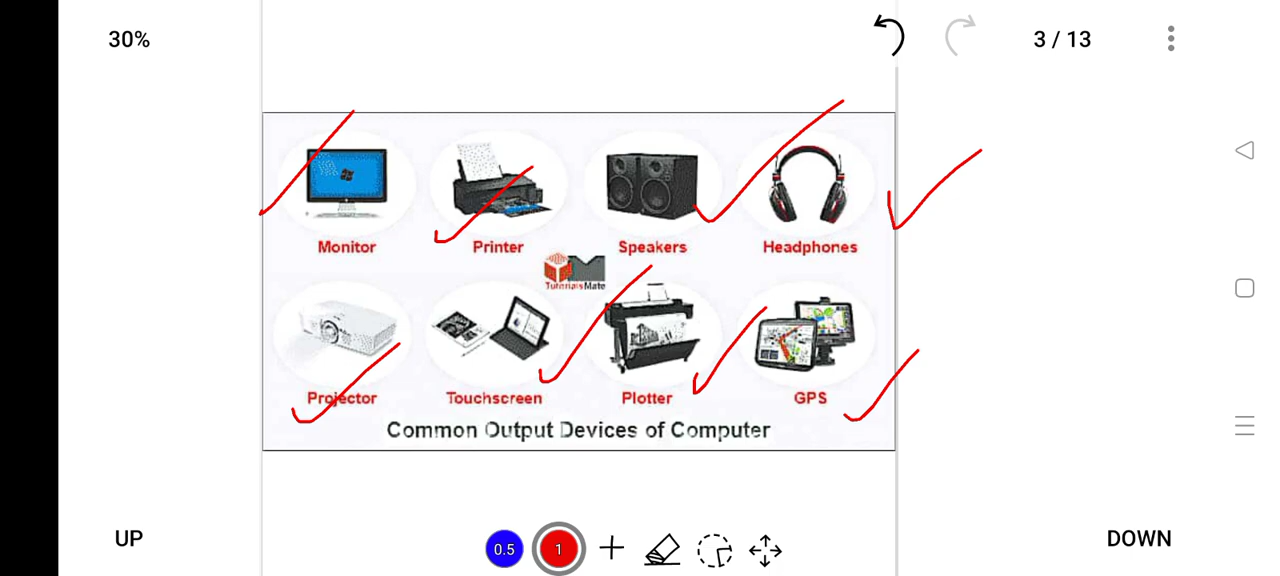 30%
3 / 13
Monitor Printer Speakers Headphones
TutorialsMate
Projector Touchscreen Plotter GPS
Common Output Devices of Computer
UP
0.5 1
DOWN